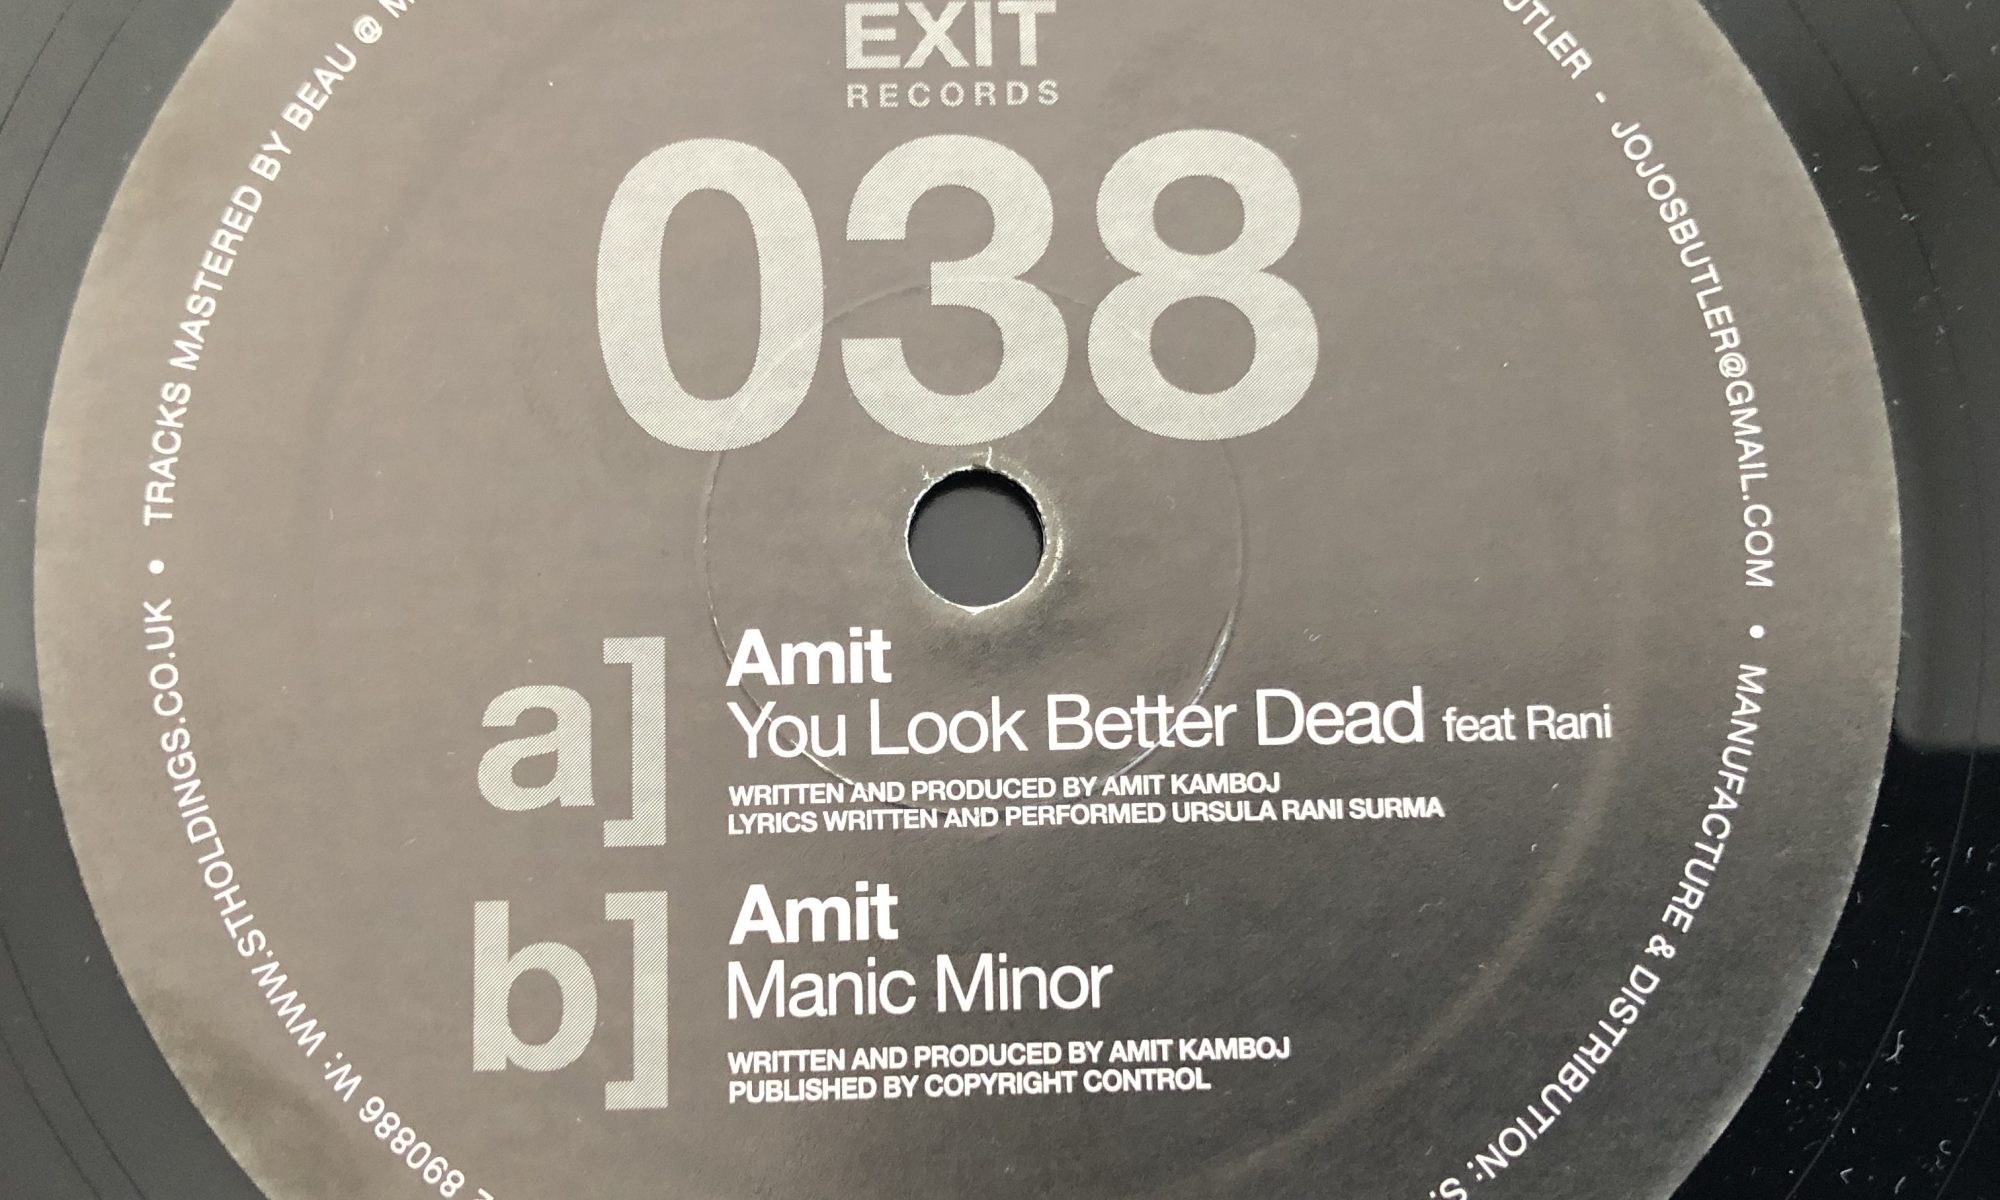 EXIT
RECORDS
038
a]
Amit
You Look Better Dead feat Rani
WRITTEN AND PRODUCED BY AMIT KAMBOJ
LYRICS WRITTEN AND PERFORMED URSULA RANI SURMA
b]
Amit
Manic Minor
WRITTEN AND PRODUCED BY AMIT KAMBOJ
PUBLISHED BY COPYRIGHT CONTROL
• TRACKS MASTERED BY BEAU @
- JOJOSBUTLER@GMAIL.COM • MANUFACTURE & DISTRIBUTION: S.
890886 W: WWW.STHOLDINGS.CO.UK